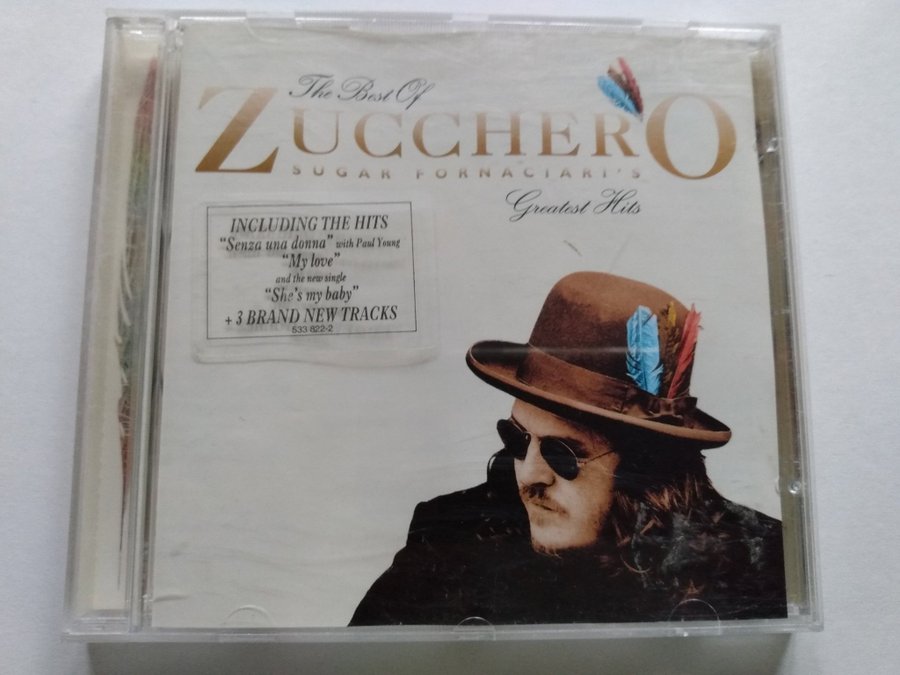 The Best Of
ZUCCHERO
SUGAR FORNACIARI'S
Greatest Hits
INCLUDING THE HITS
"Senza una donna" with Paul Young
"My love"
and the new single
"She's my baby"
+ 3 BRAND NEW TRACKS
533 822-2